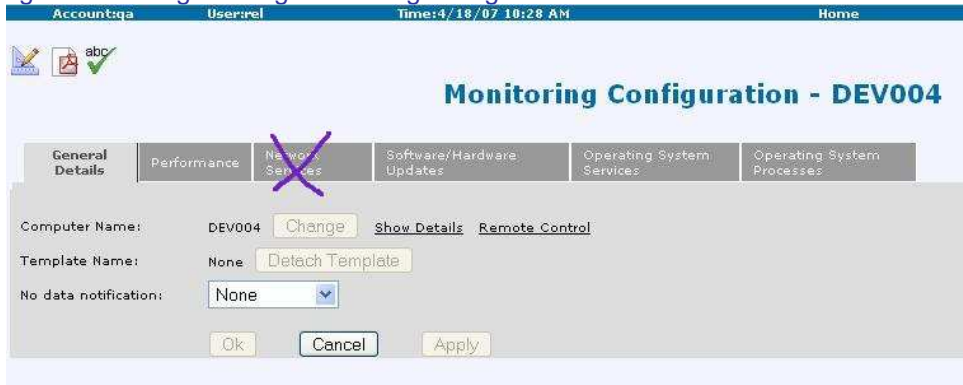 Account:qa User:rel Time:4/18/07 10:28 AM Home
abc
Monitoring Configuration - DEV004
General Details
Performance
Network Services
Software/Hardware Updates
Operating System Services
Operating System Processes
Computer Name: DEV004 Change Show Details Remote Control
Template Name: None Detach Template
No data notification: None
Ok Cancel Apply